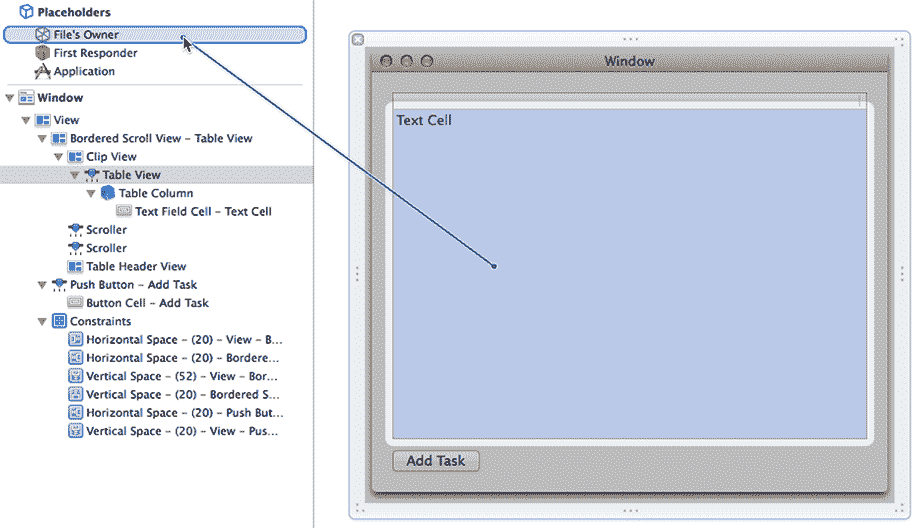 Placeholders
File's Owner
First Responder
Application
Window
View
Bordered Scroll View – Table View
Clip View
Table View
Table Column
Text Field Cell – Text Cell
Scroller
Scroller
Table Header View
Push Button – Add Task
Button Cell – Add Task
Constraints
Horizontal Space – (20) – View – B...
Horizontal Space – (20) – Bordere...
Vertical Space – (52) – View – Bor...
Vertical Space – (20) – Bordered S...
Horizontal Space – (20) – Push But...
Vertical Space – (20) – View – Pus...
Window
Text Cell
Add Task